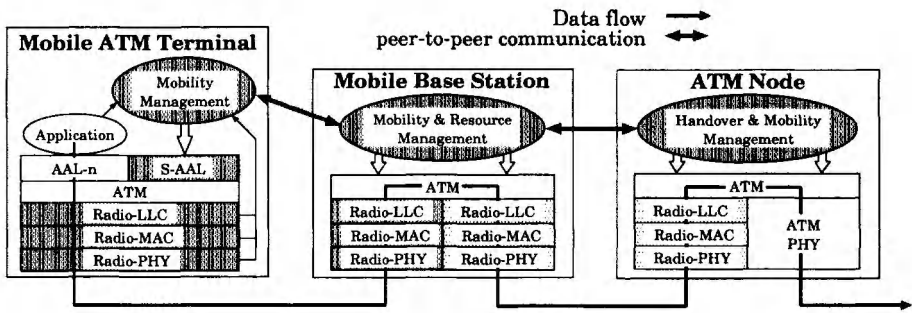 Data flow
peer-to-peer communication
Mobile ATM Terminal
Mobility
Management
Application
AAL-n
S-AAL
ATM
Radio-LLC
Radio-MAC
Radio-PHY
Mobile Base Station
Mobility & Resource
Management
ATM
Radio-LLC Radio-LLC
Radio-MAC Radio-MAC
Radio-PHY Radio-PHY
ATM Node
Handover & Mobility
Management
ATM
Radio-LLC
Radio-MAC
Radio-PHY
ATM
PHY